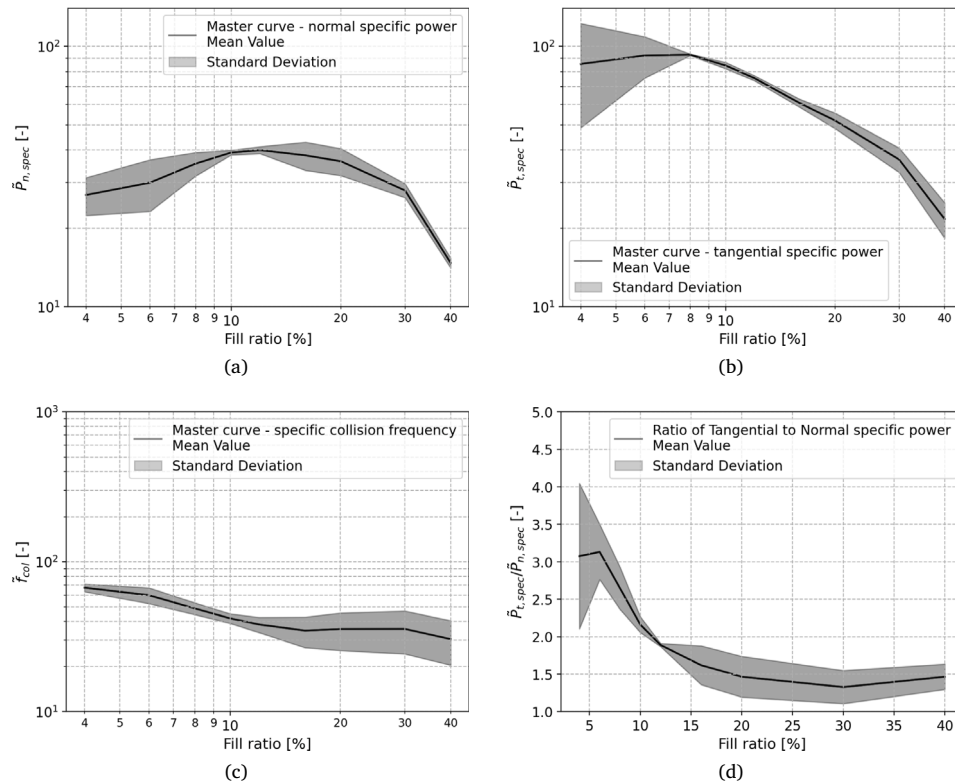 Master curve - normal specific power
Mean Value
Standard Deviation
10²
10¹
P̃n, spec [-]
4 5 6 7 8 9 10 20 30 40
Fill ratio [%]
(a)
10²
10¹
P̃t, spec [-]
Master curve - tangential specific power
Mean Value
Standard Deviation
4 5 6 7 8 9 10 20 30 40
Fill ratio [%]
(b)
Master curve - specific collision frequency
Mean Value
Standard Deviation
10³
10²
10¹
f̃col [-]
4 5 6 7 8 9 10 20 30 40
Fill ratio [%]
(c)
Ratio of Tangential to Normal specific power
Mean Value
Standard Deviation
5.0
4.5
4.0
3.5
3.0
2.5
2.0
1.5
1.0
P̃t, spec/P̃n, spec [-]
5 10 15 20 25 30 35 40
Fill ratio [%]
(d)